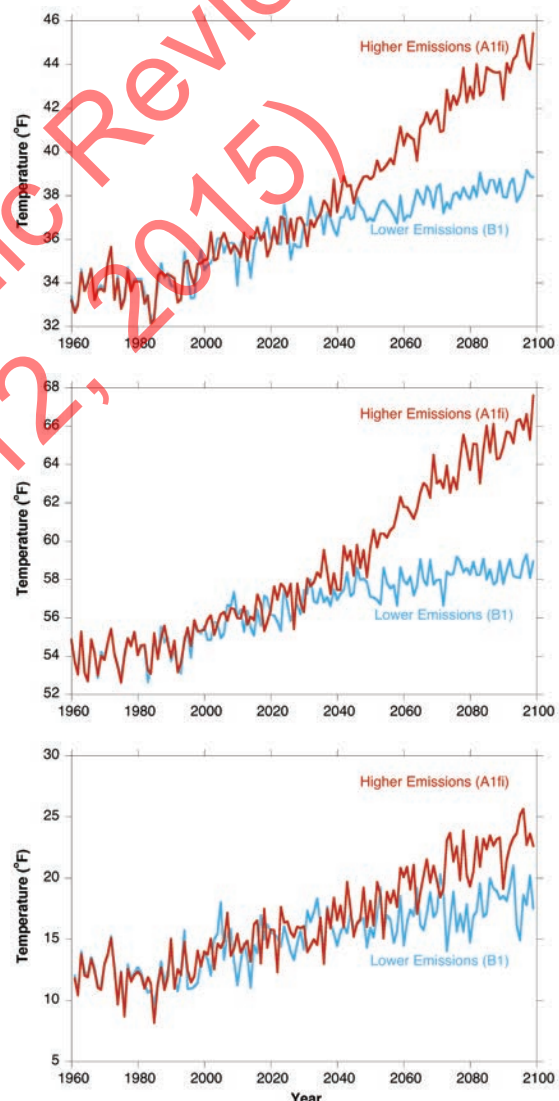 c Review
12, 2015)
46
44
42
40
38
36
34
32
Temperature (°F)
Higher Emissions (A1fi)
Lower Emissions (B1)
1960 1980 2000 2020 2040 2060 2080 2100
68
66
64
62
60
58
56
54
52
Temperature (°F)
Higher Emissions (A1fi)
Lower Emissions (B1)
1960 1980 2000 2020 2040 2060 2080 2100
30
25
20
15
10
5
Temperature (°F)
Higher Emissions (A1fi)
Lower Emissions (B1)
1960 1980 2000 2020 2040 2060 2080 2100
Year